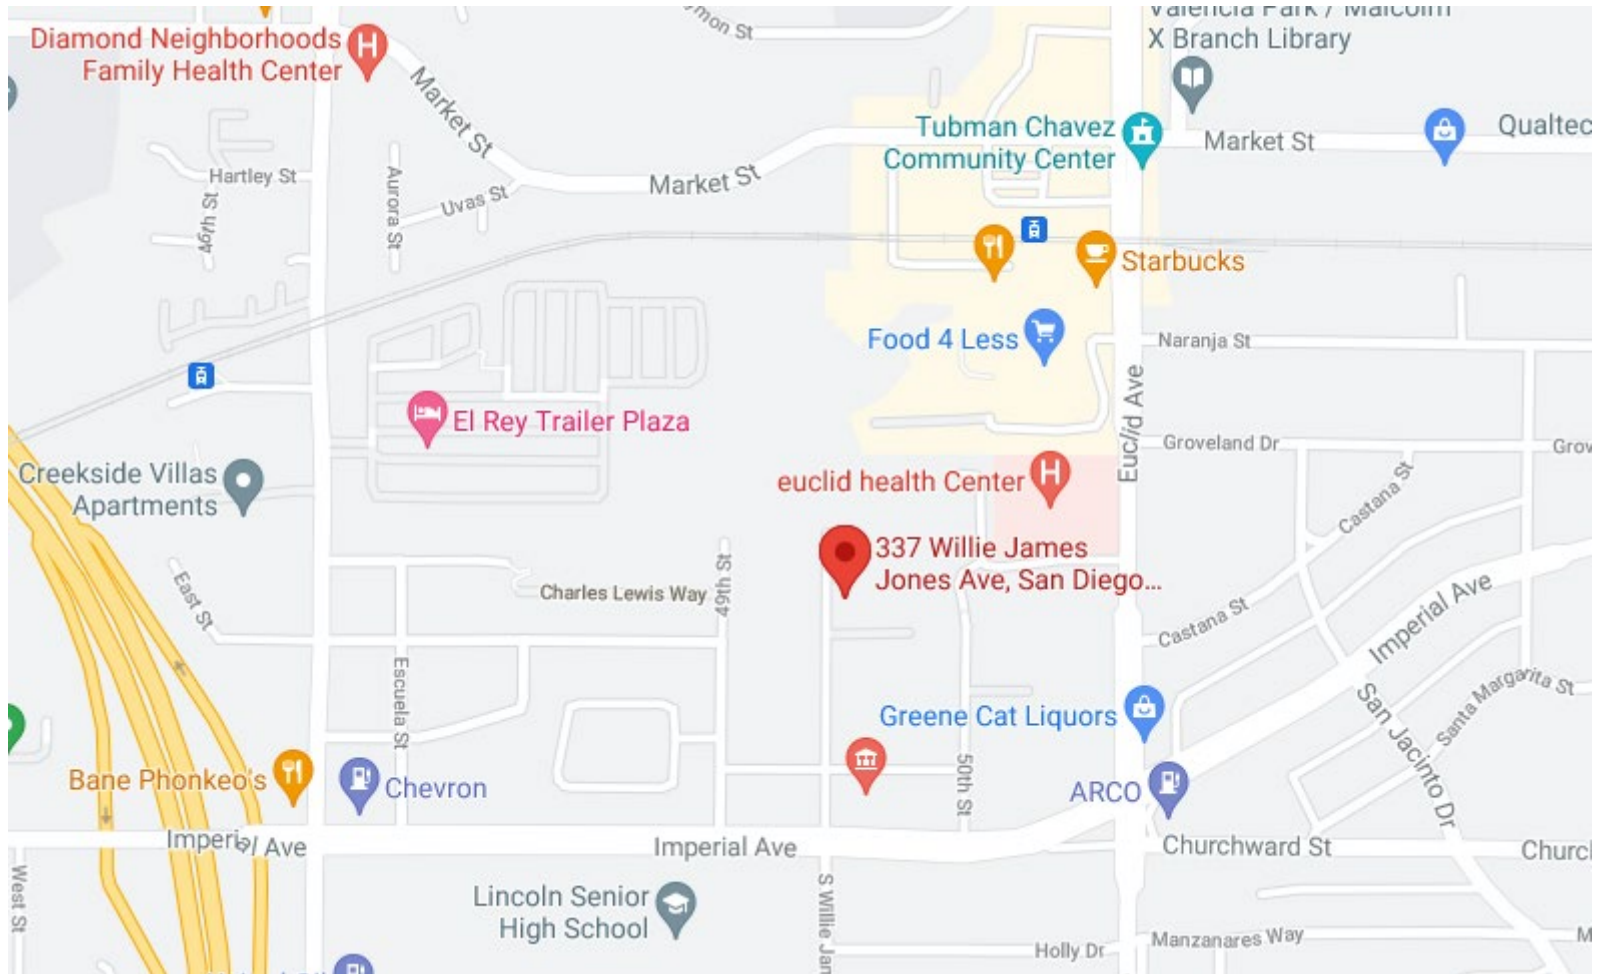 Valencia Park / Malcolm
X Branch Library
Diamond Neighborhoods
Family Health Center
Market St
Tubman Chavez
Community Center
Market St
Qualtec
Hartley St
46th St
Aurora St
Uvas St
Market St
Starbucks
Food 4 Less
Naranja St
Euclid Ave
El Rey Trailer Plaza
Groveland Dr
Grov
Creekside Villas
Apartments
euclid health Center
Castana St
337 Willie James
Jones Ave, San Diego...
East St
Charles Lewis Way
49th St
Castana St
Imperial Ave
Escuela St
Santa Margarita St
San Jacinto Dr
Greene Cat Liquors
Bane Phonkeo's
Chevron
50th St
ARCO
Imperial Ave
Imperial Ave
Churchward St
Church
West St
Lincoln Senior
High School
S Willie Jam
Holly Dr
Manzanares Way
M